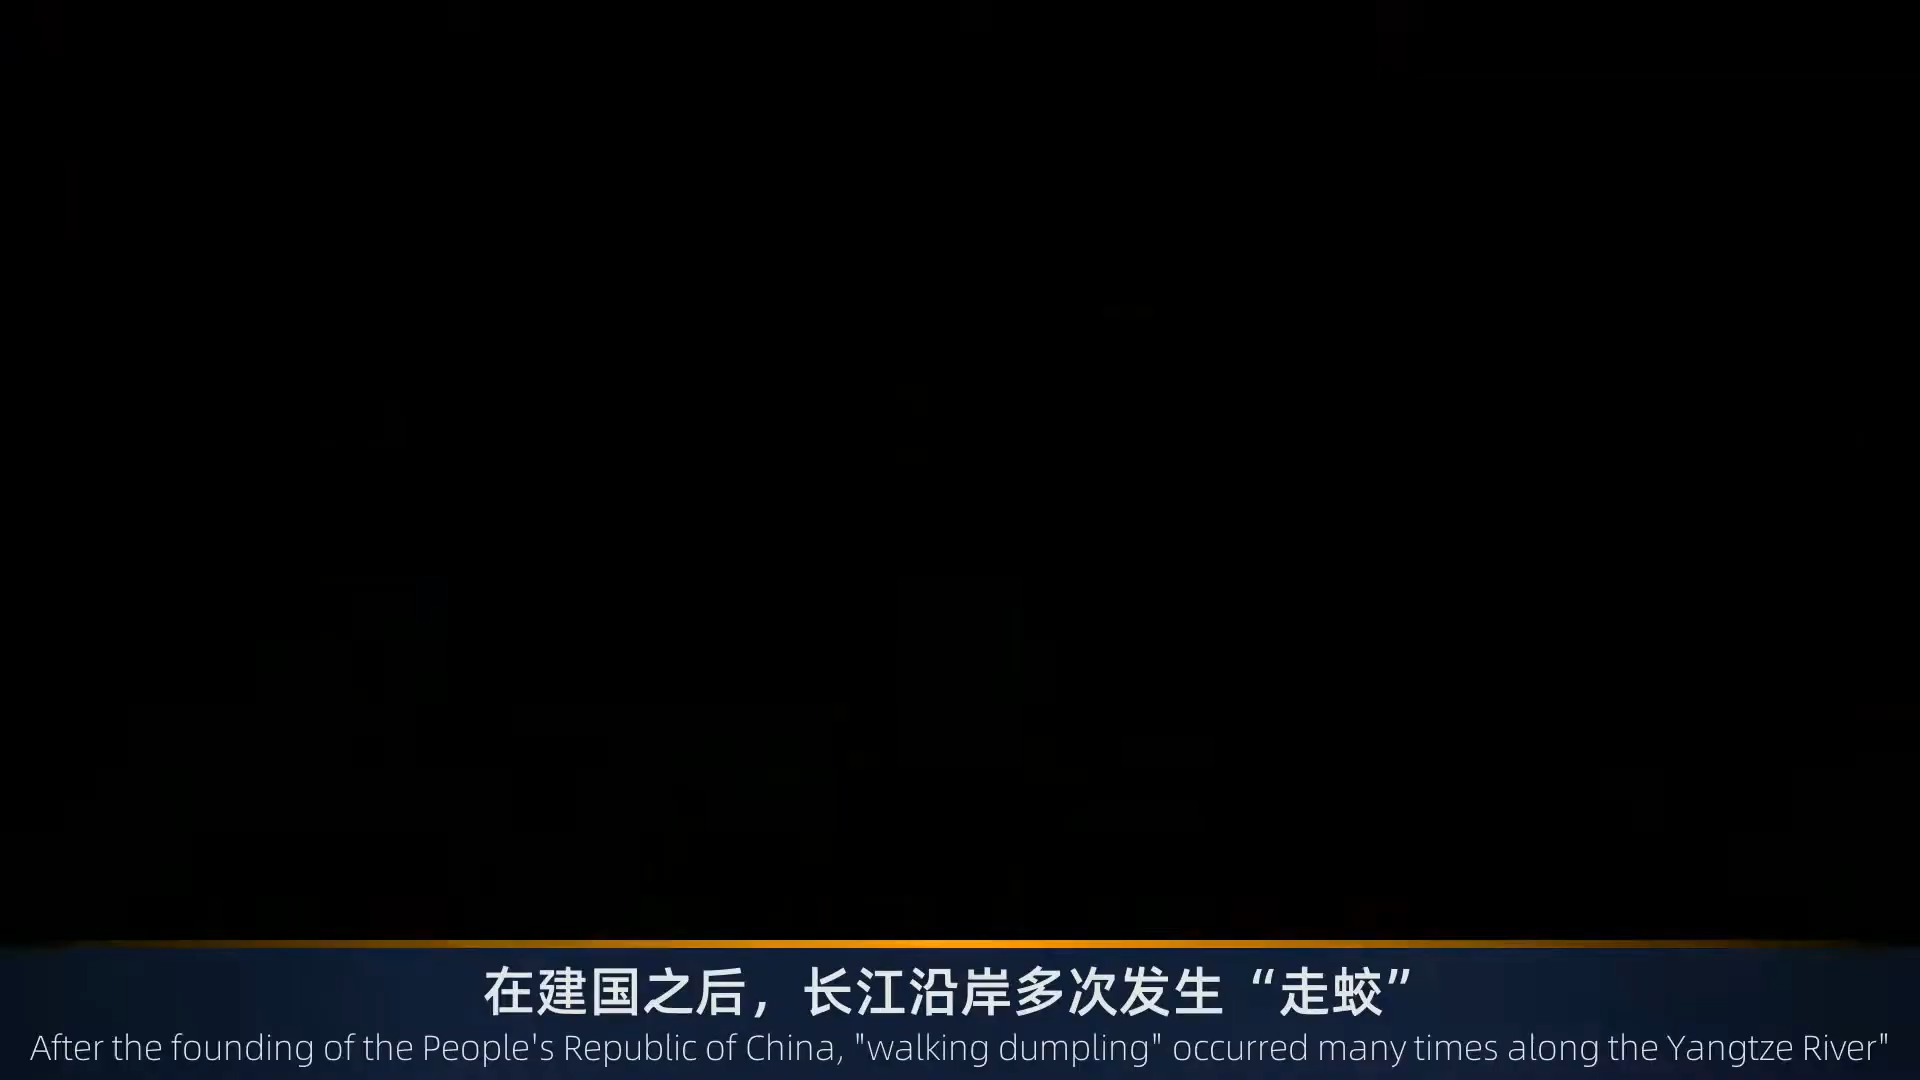 在建国之后，长江沿岸多次发生“走蛟”
After the founding of the People's Republic of China, "walking dumpling" occurred many times along the Yangtze River"